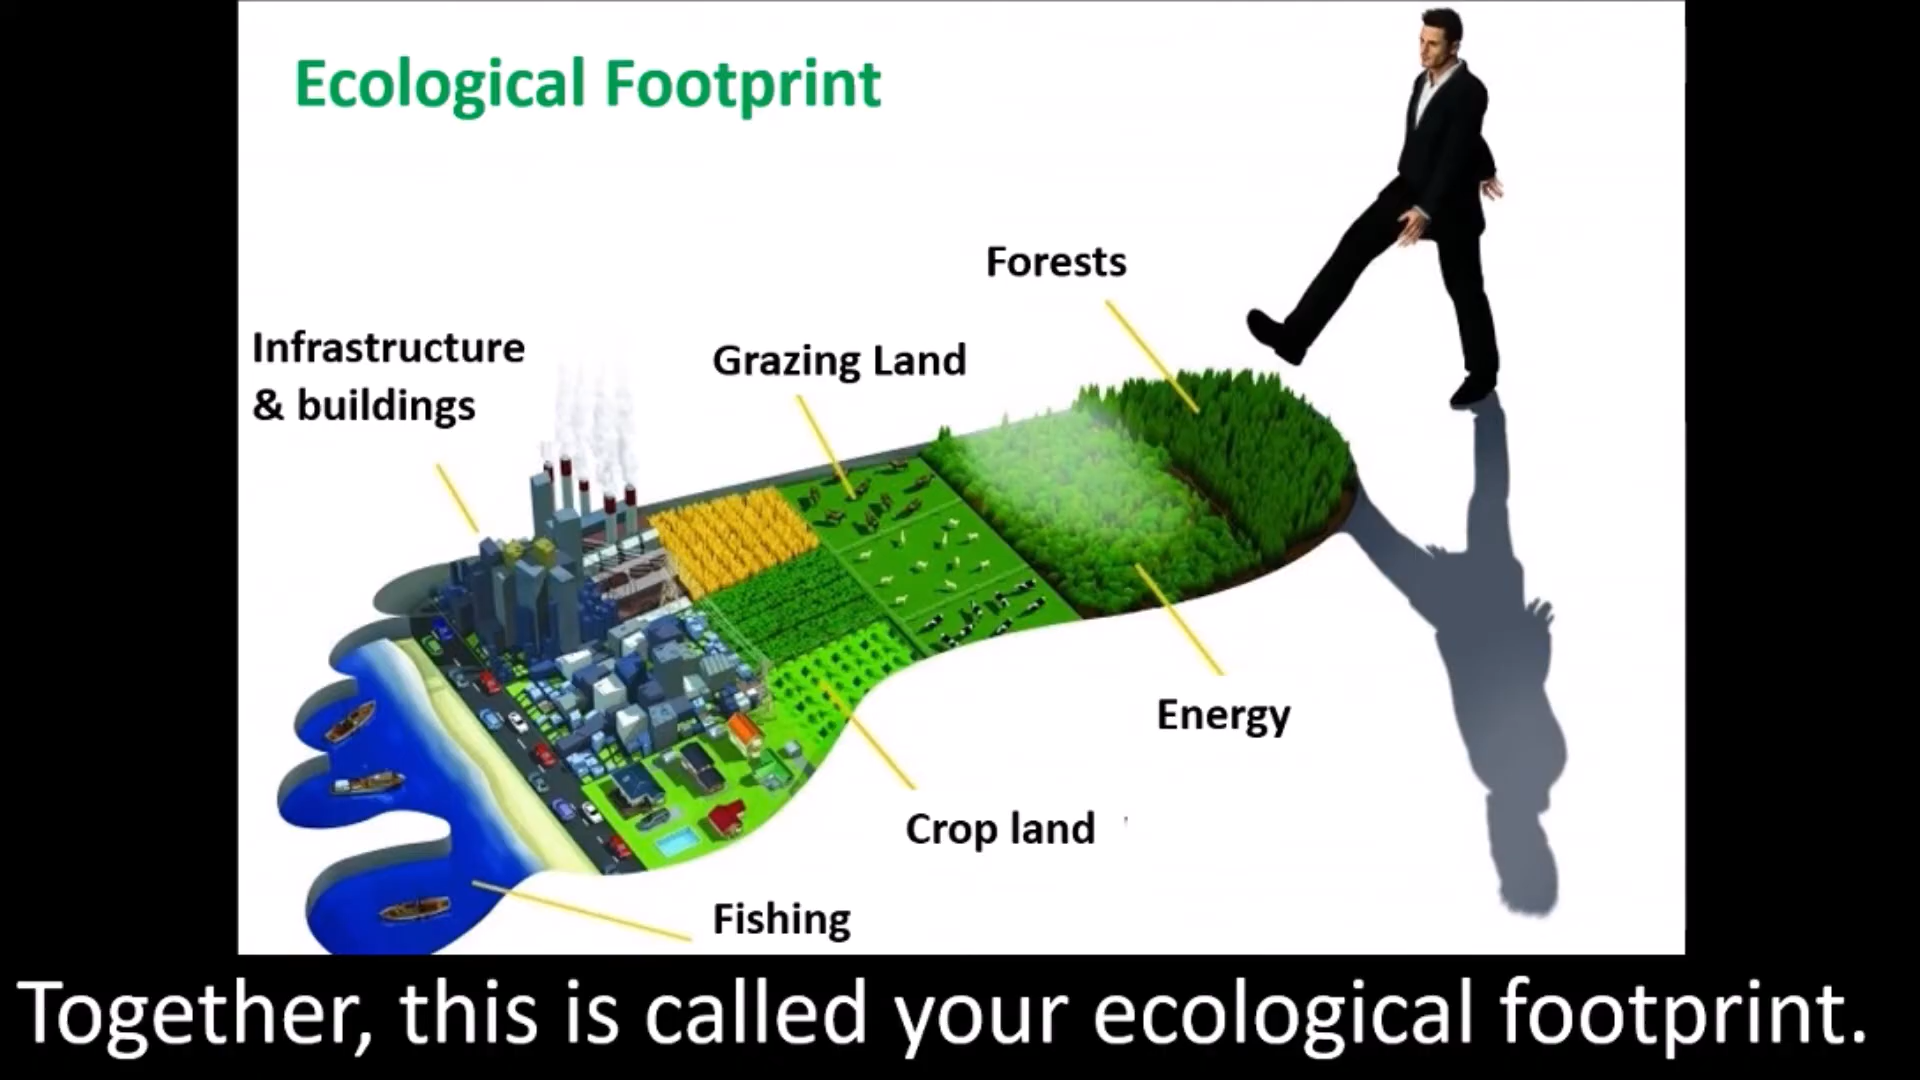 Ecological Footprint
Forests
Infrastructure
& buildings
Grazing Land
Energy
Crop land
Fishing
Together, this is called your ecological footprint.